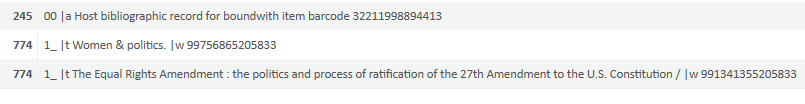 245 00 |a Host bibliographic record for boundwith item barcode 32211998894413
774 1_ |t Women & politics. |w 99756865205833
774 1_ |t The Equal Rights Amendment : the politics and process of ratification of the 27th Amendment to the U.S. Constitution / |w 991341355205833